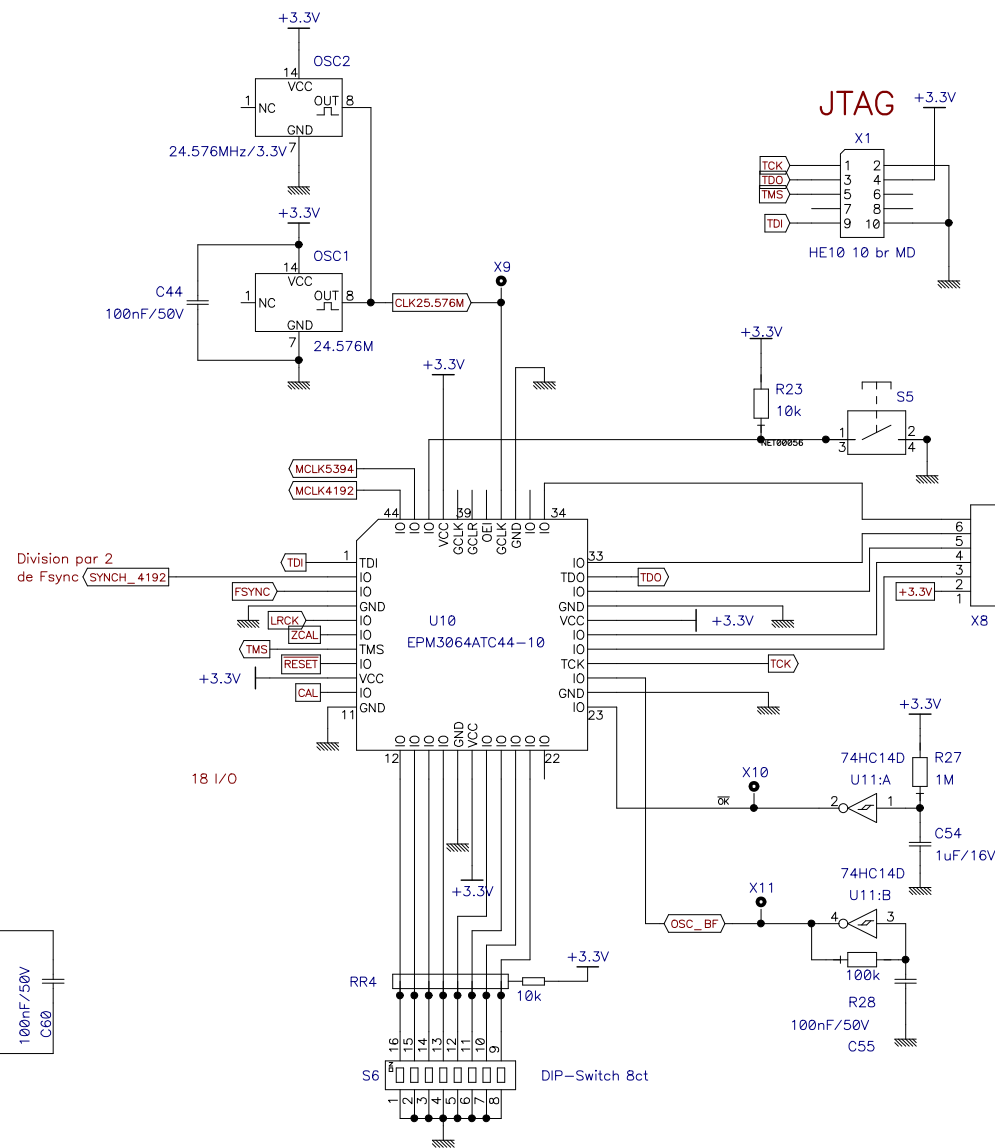 +3.3V
OSC2
14
VCC
1
NC
OUT
8
GND
24.576MHz/3.3V
7
+3.3V
OSC1
14
VCC
1
NC
OUT
8
GND
7
24.576M
C44
100nF/50V
CLK25.576M
X9
JTAG
+3.3V
X1
TCK
1
2
TDO
3
4
TMS
5
6
7
8
TDI
9
10
HE10 10 br MD
+3.3V
+3.3V
R23
10k
NET00056
S5
1
3
2
4
MCLK5394
MCLK4192
44
39
34
IO
IO
IO
VCC
GCLK
GCLR
OEI
GCLK
GND
IO
IO
Division par 2
de Fsync
SYNCH_4192
TDI
1
TDI
IO
FSYNC
IO
GND
LRCK
IO
ZCAL
IO
TMS
TMS
RESET
IO
+3.3V
VCC
CAL
IO
11
GND
U10
EPM3064ATC44-10
33
IO
TDO
TDO
IO
GND
VCC
+3.3V
IO
IO
TCK
TCK
IO
GND
IO
23
6
5
4
3
2
1
+3.3V
X8
12
IO
IO
IO
IO
GND
VCC
IO
IO
IO
IO
IO
22
18 I/O
+3.3V
X10
OK
74HC14D
U11:A
2
1
+3.3V
R27
1M
C54
1uF/16V
74HC14D
U11:B
X11
OSC_BF
4
3
100k
R28
100nF/50V
C55
100nF/50V
C60
RR4
10k
+3.3V
16
15
14
13
12
11
10
9
S6
ON
DIP-Switch 8ct
1
2
3
4
5
6
7
8